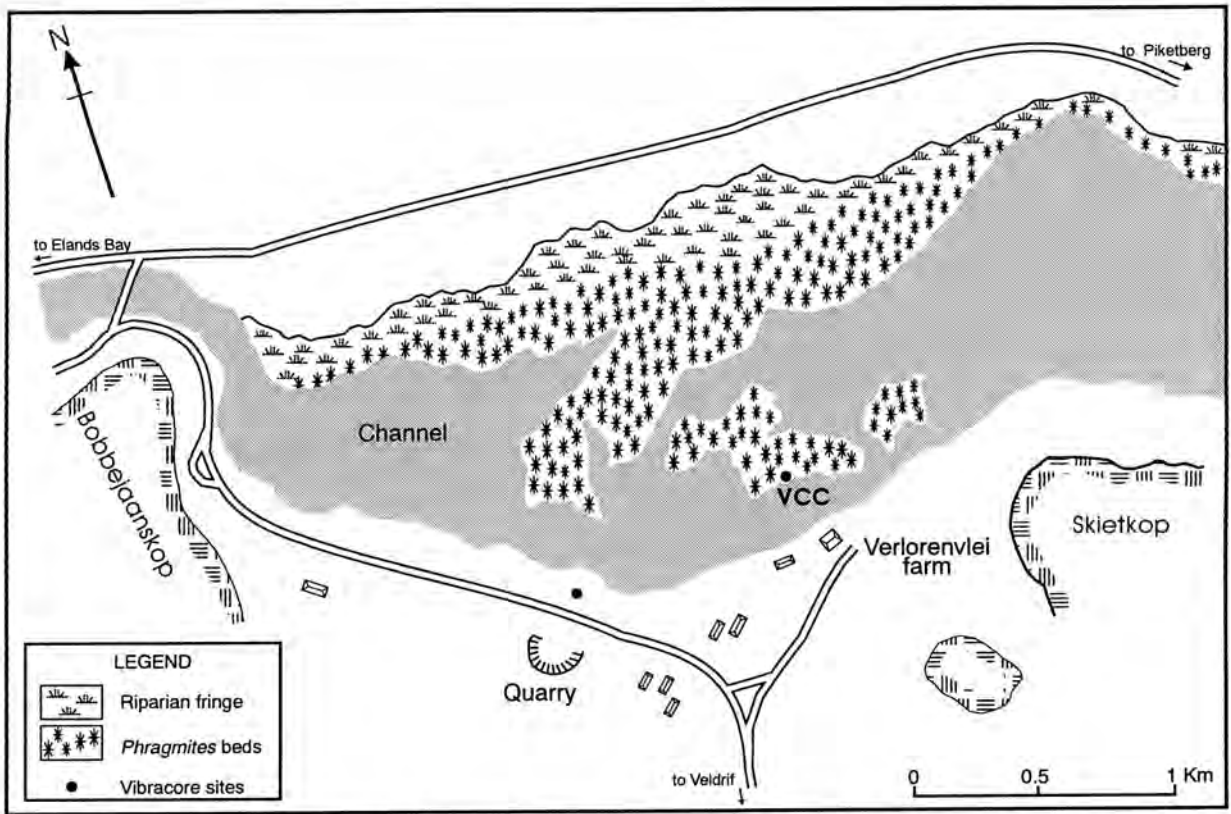 N
to Piketberg
to Elands Bay
Channel
Bobbejaanskop
VCC
Skietkop
Verlorenvlei
farm
Quarry
LEGEND
Riparian fringe
Phragmites beds
Vibracore sites
to Veldrif
0 0.5 1 Km